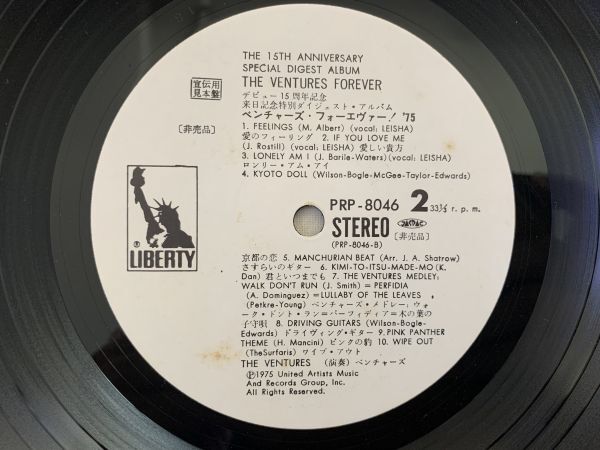 THE 15TH ANNIVERSARY
SPECIAL DIGEST ALBUM
THE VENTURES FOREVER
宣伝用
見本盤
デビュー15周年記念
来日記念特別ダイジェスト・アルバム
〔非売品〕
ベンチャーズ・フォーエヴァー! '75
1. FEELINGS (M. Albert) (vocal; LEISHA)
愛のフィーリング 2. IF YOU LOVE ME
(J. Rostill) (vocal; LEISHA) 愛しい貴方
3. LONELY AM I (J. Barile-Waters) (vocal; LEISHA)
ロンリー・アム・アイ
4. KYOTO DOLL (Wilson-Bogle-McGee-Taylor-Edwards)
PRP-8046 2 33⅓ r. p. m.
STEREO
(PRP-8046-B)
JASRAC
〔非売品〕
® LIBERTY
京都の恋 5. MANCHURIAN BEAT (Arr. J. A. Shatrow)
さすらいのギター 6. KIMI-TO-ITSU-MADE-MO (K.
Dan) 君といつまでも 7. THE VENTURES MEDLEY;
WALK DON'T RUN (J. Smith) = PERFIDIA
(A. Dominguez) =LULLABY OF THE LEAVES
(Petkre-Young) ベンチャーズ・メドレー; ウォ
ーク・ドント・ラン=パーフィディア=木の葉の
子守唄 8. DRIVING GUITARS (Wilson-Bogle-
Edwards) ドライヴィング・ギター 9. PINK PANTHER
THEME (H. Mancini) ピンクの豹 10. WIPE OUT
(TheSurfaris) ワイプ・アウト
THE VENTURES (演奏) ベンチャーズ
Ⓟ1975 United Artists Music
And Records Group, Inc.
All Rights Reserved.